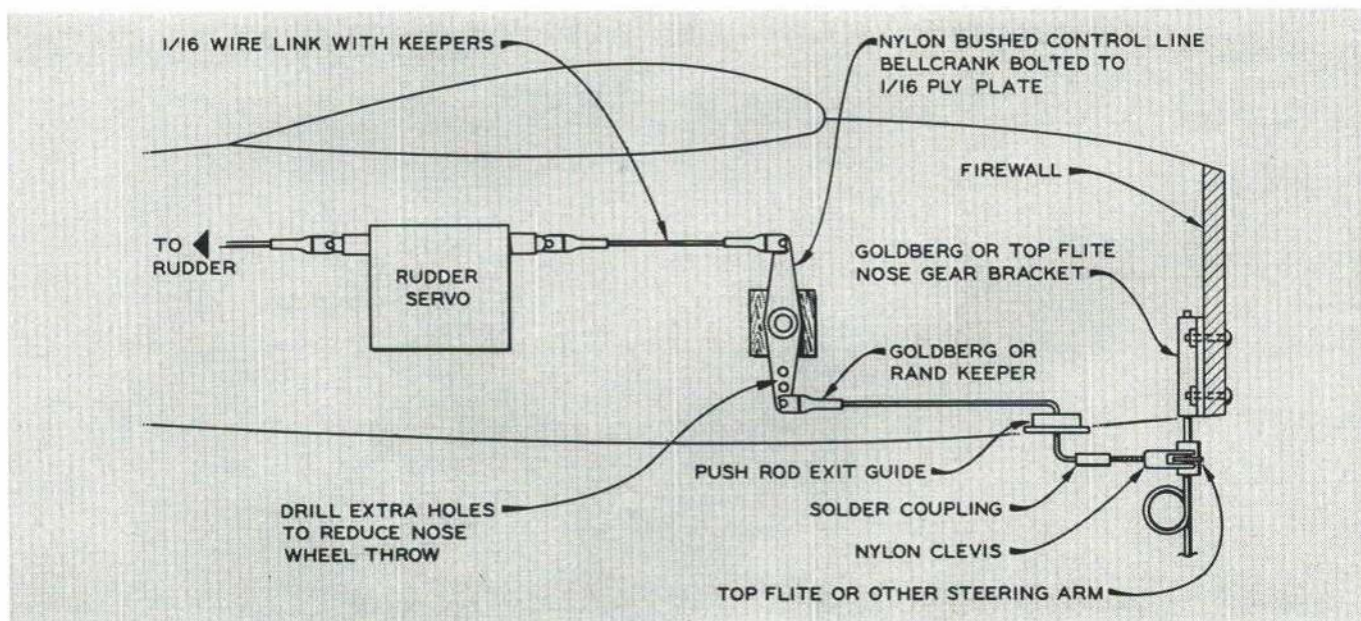 1/16 WIRE LINK WITH KEEPERS
NYLON BUSHED CONTROL LINE
BELLCRANK BOLTED TO
1/16 PLY PLATE
FIREWALL
TO
RUDDER
RUDDER
SERVO
GOLDBERG OR TOP FLITE
NOSE GEAR BRACKET
GOLDBERG OR
RAND KEEPER
PUSH ROD EXIT GUIDE
DRILL EXTRA HOLES
TO REDUCE NOSE
WHEEL THROW
SOLDER COUPLING
NYLON CLEVIS
TOP FLITE OR OTHER STEERING ARM